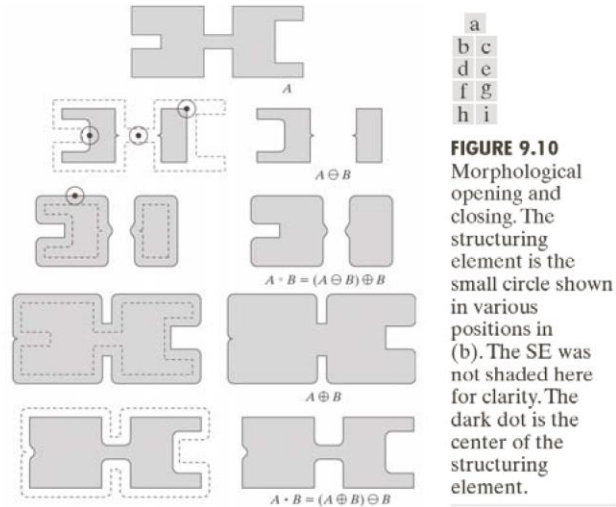 A
A ⊖ B
A ∘ B = (A ⊖ B) ⊕ B
A ⊕ B
A • B = (A ⊕ B) ⊖ B
a
b c
d e
f g
h i
FIGURE 9.10
Morphological
opening and
closing. The
structuring
element is the
small circle shown
in various
positions in
(b). The SE was
not shaded here
for clarity. The
dark dot is the
center of the
structuring
element.